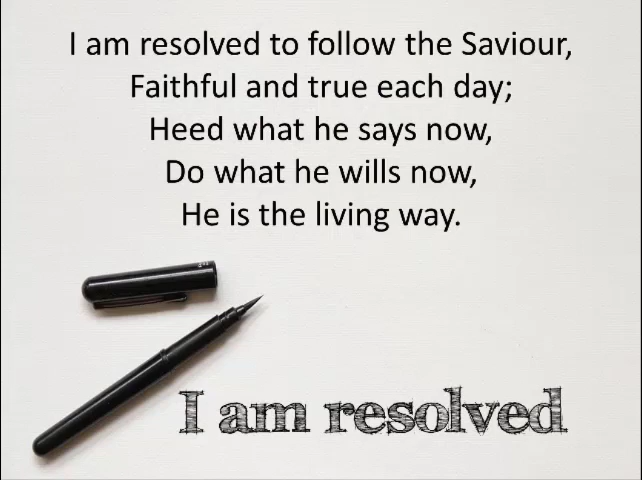 I am resolved to follow the Saviour,
Faithful and true each day;
Heed what he says now,
Do what he wills now,
He is the living way.
I am resolved